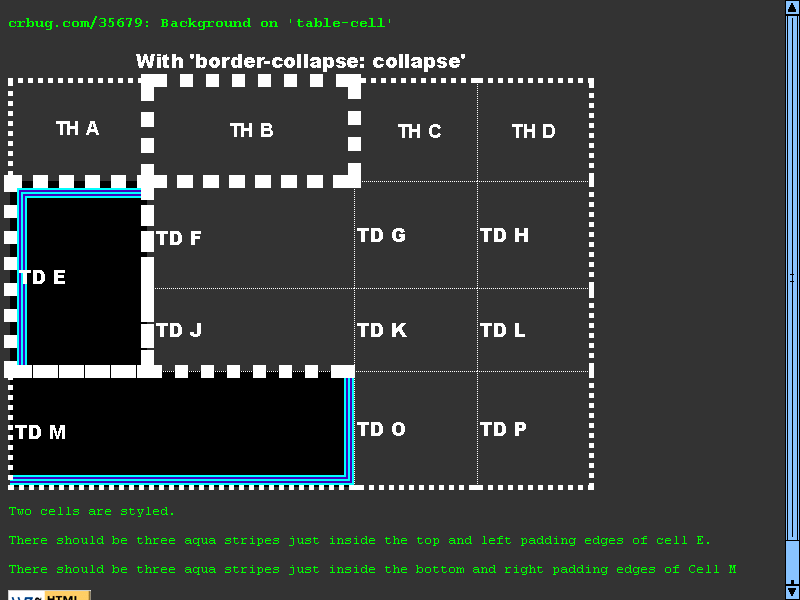 crbug.com/35679: Background on 'table-cell'
With 'border-collapse: collapse'
TH A TH B TH C TH D
TD E TD F TD G TD H
TD J TD K TD L
TD M TD O TD P
Two cells are styled.
There should be three aqua stripes just inside the top and left padding edges of cell E.
There should be three aqua stripes just inside the bottom and right padding edges of Cell M